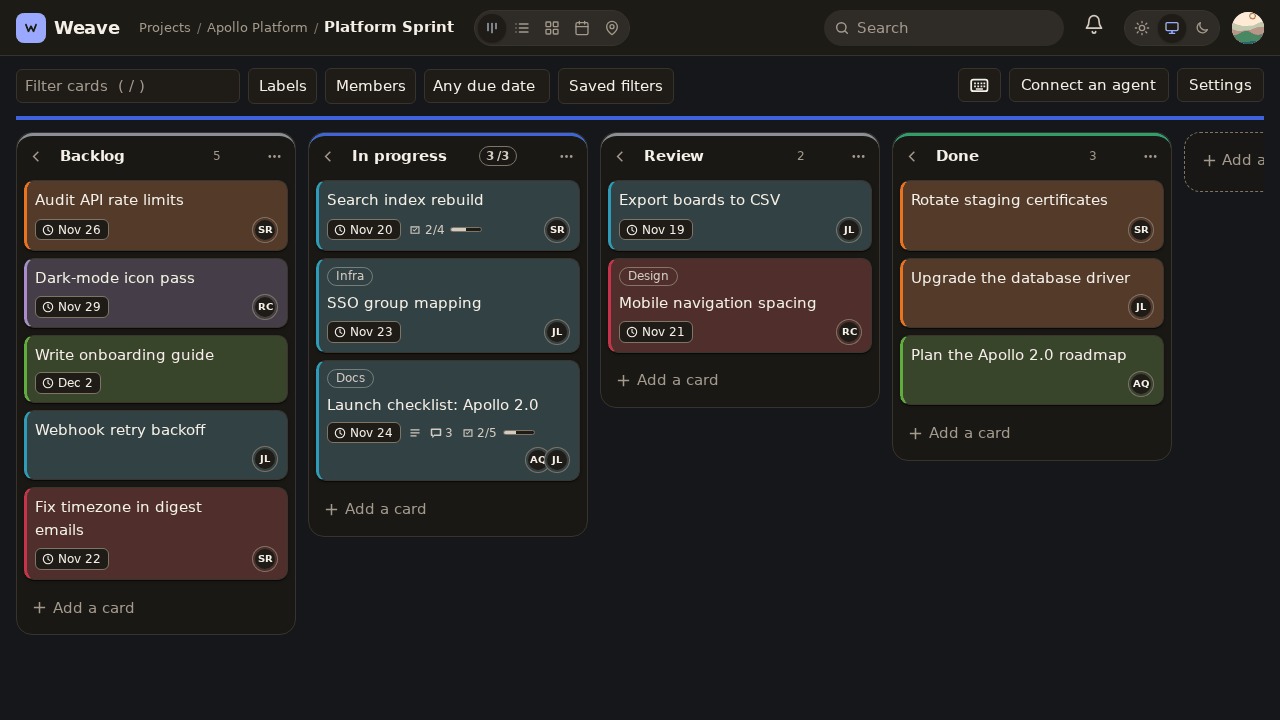 Weave
Projects / Apollo Platform / Platform Sprint
Search
Filter cards ( / )
Labels
Members
Any due date
Saved filters
Connect an agent
Settings
Backlog 5
Audit API rate limits
Nov 26
SR
Dark-mode icon pass
Nov 29
RC
Write onboarding guide
Dec 2
Webhook retry backoff
JL
Fix timezone in digest
emails
Nov 22
SR
Add a card
In progress 3 /3
Search index rebuild
Nov 20 2/4
SR
Infra
SSO group mapping
Nov 23
JL
Docs
Launch checklist: Apollo 2.0
Nov 24 3 2/5
AQ JL
Add a card
Review 2
Export boards to CSV
Nov 19
JL
Design
Mobile navigation spacing
Nov 21
RC
Add a card
Done 3
Rotate staging certificates
SR
Upgrade the database driver
JL
Plan the Apollo 2.0 roadmap
AQ
Add a card
Add a